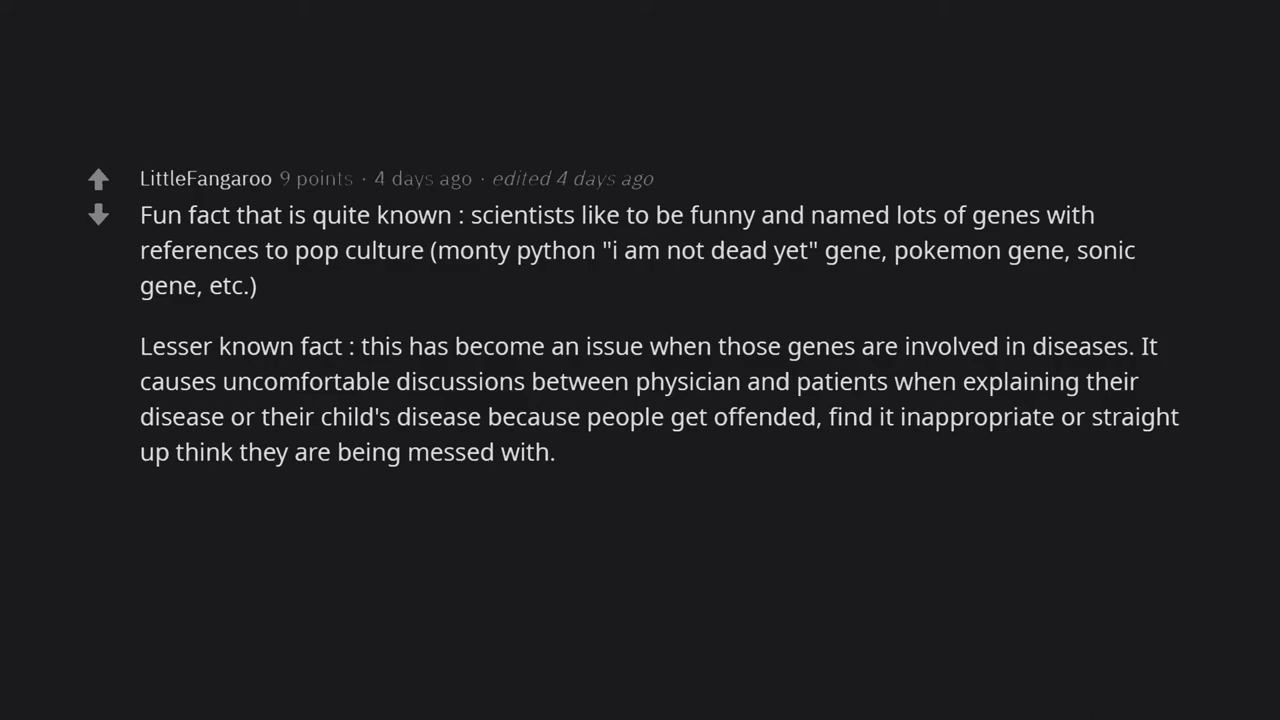 LittleFangaroo 9 points · 4 days ago · edited 4 days ago
Fun fact that is quite known : scientists like to be funny and named lots of genes with
references to pop culture (monty python "i am not dead yet" gene, pokemon gene, sonic
gene, etc.)
Lesser known fact : this has become an issue when those genes are involved in diseases. It
causes uncomfortable discussions between physician and patients when explaining their
disease or their child's disease because people get offended, find it inappropriate or straight
up think they are being messed with.